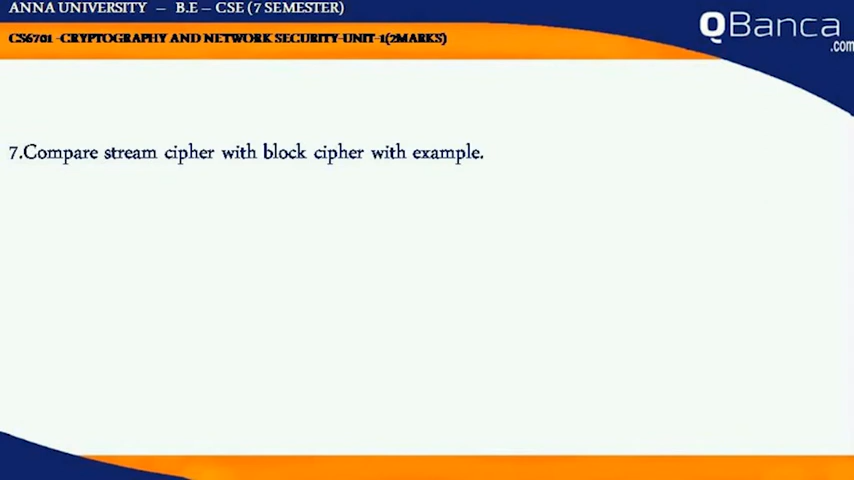 ANNA UNIVERSITY – B.E – CSE (7 SEMESTER)
QBanca
.com
CS6701 -CRYPTOGRAPHY AND NETWORK SECURITY-UNIT-1(2MARKS)
7.Compare stream cipher with block cipher with example.